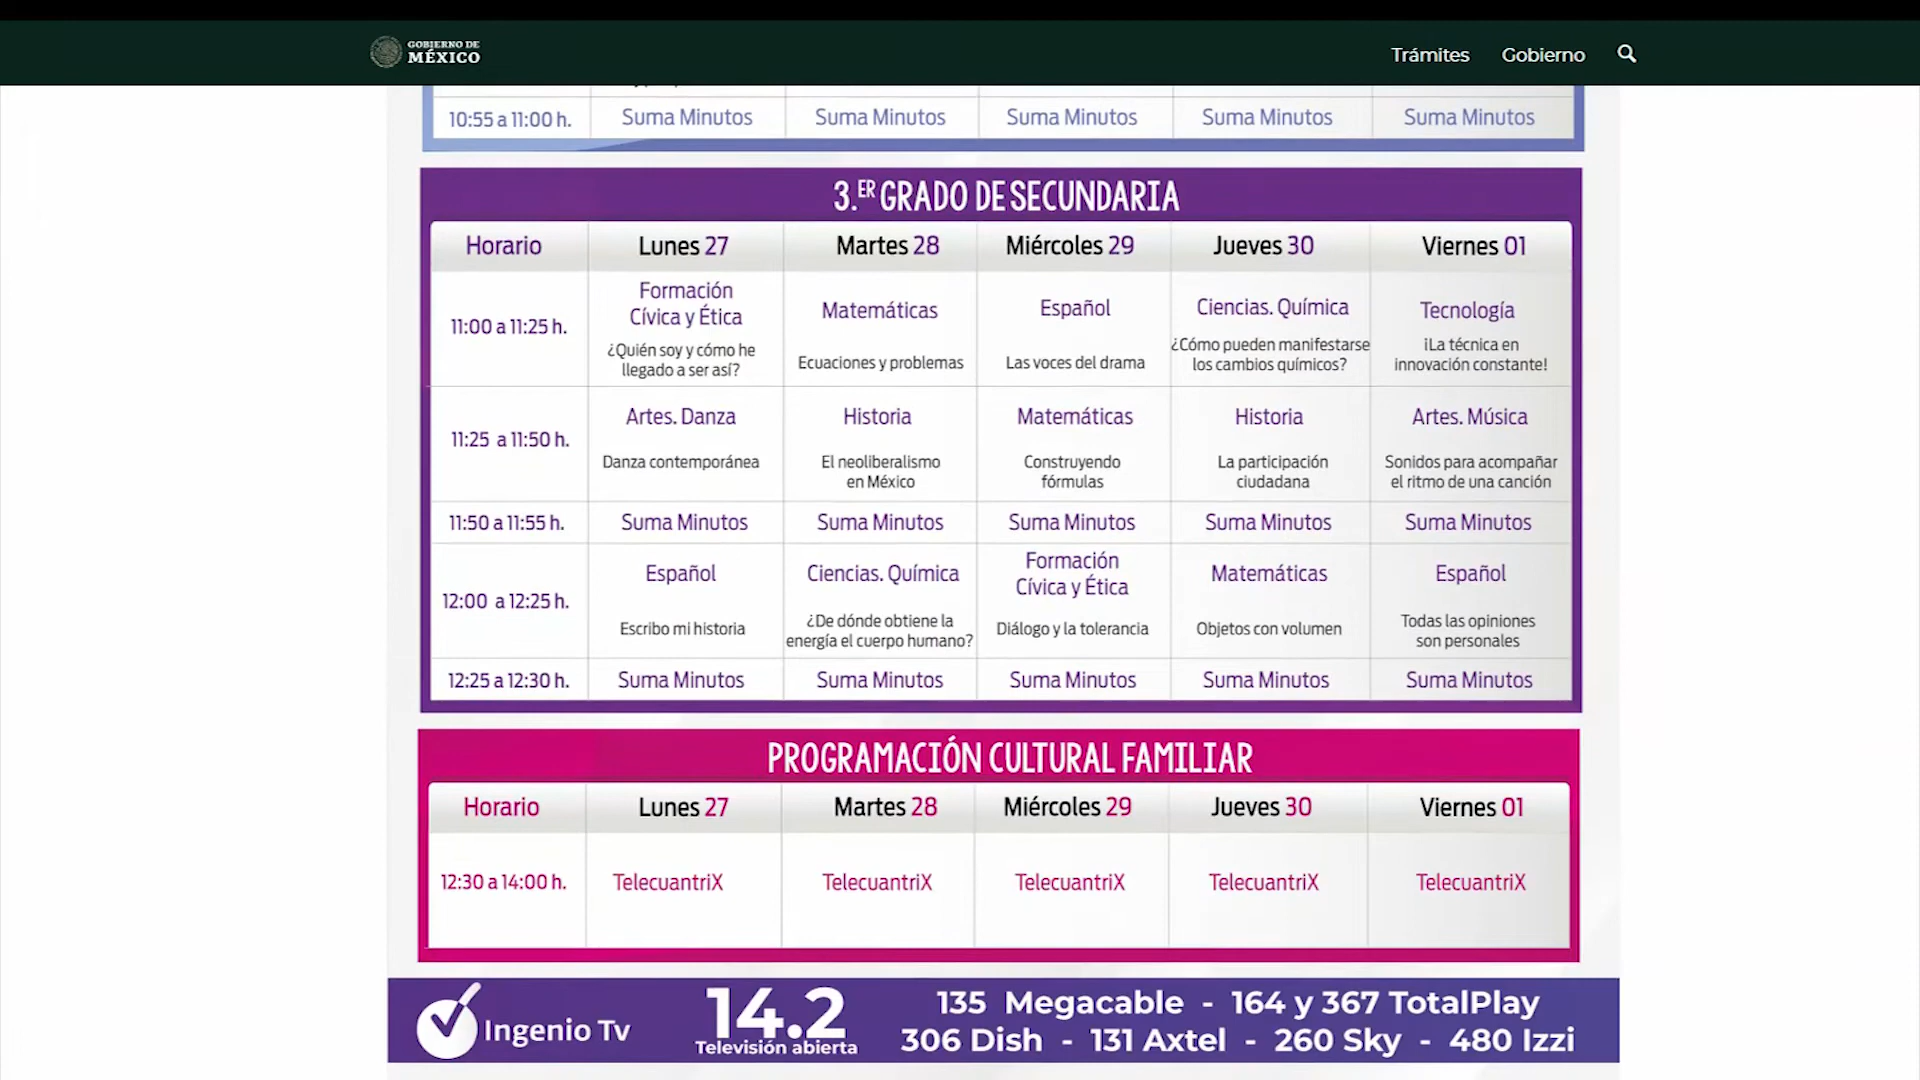 GOBIERNO DE
MÉXICO
Trámites Gobierno
10:55 a 11:00 h. Suma Minutos Suma Minutos Suma Minutos Suma Minutos Suma Minutos
3.ER GRADO DE SECUNDARIA
Horario Lunes 27 Martes 28 Miércoles 29 Jueves 30 Viernes 01
11:00 a 11:25 h.
Formación
Cívica y Ética
¿Quién soy y cómo he
llegado a ser así?
Matemáticas
Ecuaciones y problemas
Español
Las voces del drama
Ciencias. Química
¿Cómo pueden manifestarse
los cambios químicos?
Tecnología
¡La técnica en
innovación constante!
11:25 a 11:50 h.
Artes. Danza
Danza contemporánea
Historia
El neoliberalismo
en México
Matemáticas
Construyendo
fórmulas
Historia
La participación
ciudadana
Artes. Música
Sonidos para acompañar
el ritmo de una canción
11:50 a 11:55 h. Suma Minutos Suma Minutos Suma Minutos Suma Minutos Suma Minutos
12:00 a 12:25 h.
Español
Escribo mi historia
Ciencias. Química
¿De dónde obtiene la
energía el cuerpo humano?
Formación
Cívica y Ética
Diálogo y la tolerancia
Matemáticas
Objetos con volumen
Español
Todas las opiniones
son personales
12:25 a 12:30 h. Suma Minutos Suma Minutos Suma Minutos Suma Minutos Suma Minutos
PROGRAMACIÓN CULTURAL FAMILIAR
Horario Lunes 27 Martes 28 Miércoles 29 Jueves 30 Viernes 01
12:30 a 14:00 h. TelecuantriX TelecuantriX TelecuantriX TelecuantriX TelecuantriX
Ingenio Tv
14.2
Televisión abierta
135 Megacable - 164 y 367 TotalPlay
306 Dish - 131 Axtel - 260 Sky - 480 Izzi